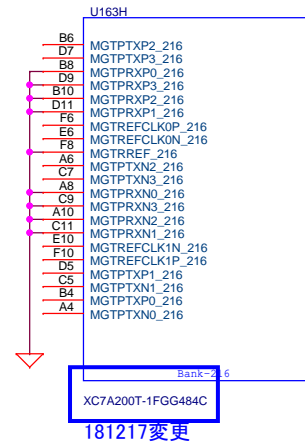 U163H
B6 MGTPTXP2_216
D7 MGTPTXP3_216
B8 MGTPRXP0_216
D9 MGTPRXP3_216
B10 MGTPRXP2_216
D11 MGTPRXP1_216
F6 MGTREFCLK0P_216
E6 MGTREFCLK0N_216
F8 MGTRREF_216
A6 MGTPTXN2_216
C7 MGTPTXN3_216
A8 MGTPRXN0_216
C9 MGTPRXN3_216
A10 MGTPRXN2_216
C11 MGTPRXN1_216
E10 MGTREFCLK1N_216
F10 MGTREFCLK1P_216
D5 MGTPTXP1_216
C5 MGTPTXN1_216
B4 MGTPTXP0_216
A4 MGTPTXN0_216
Bank-216
XC7A200T-1FGG484C
181217変更